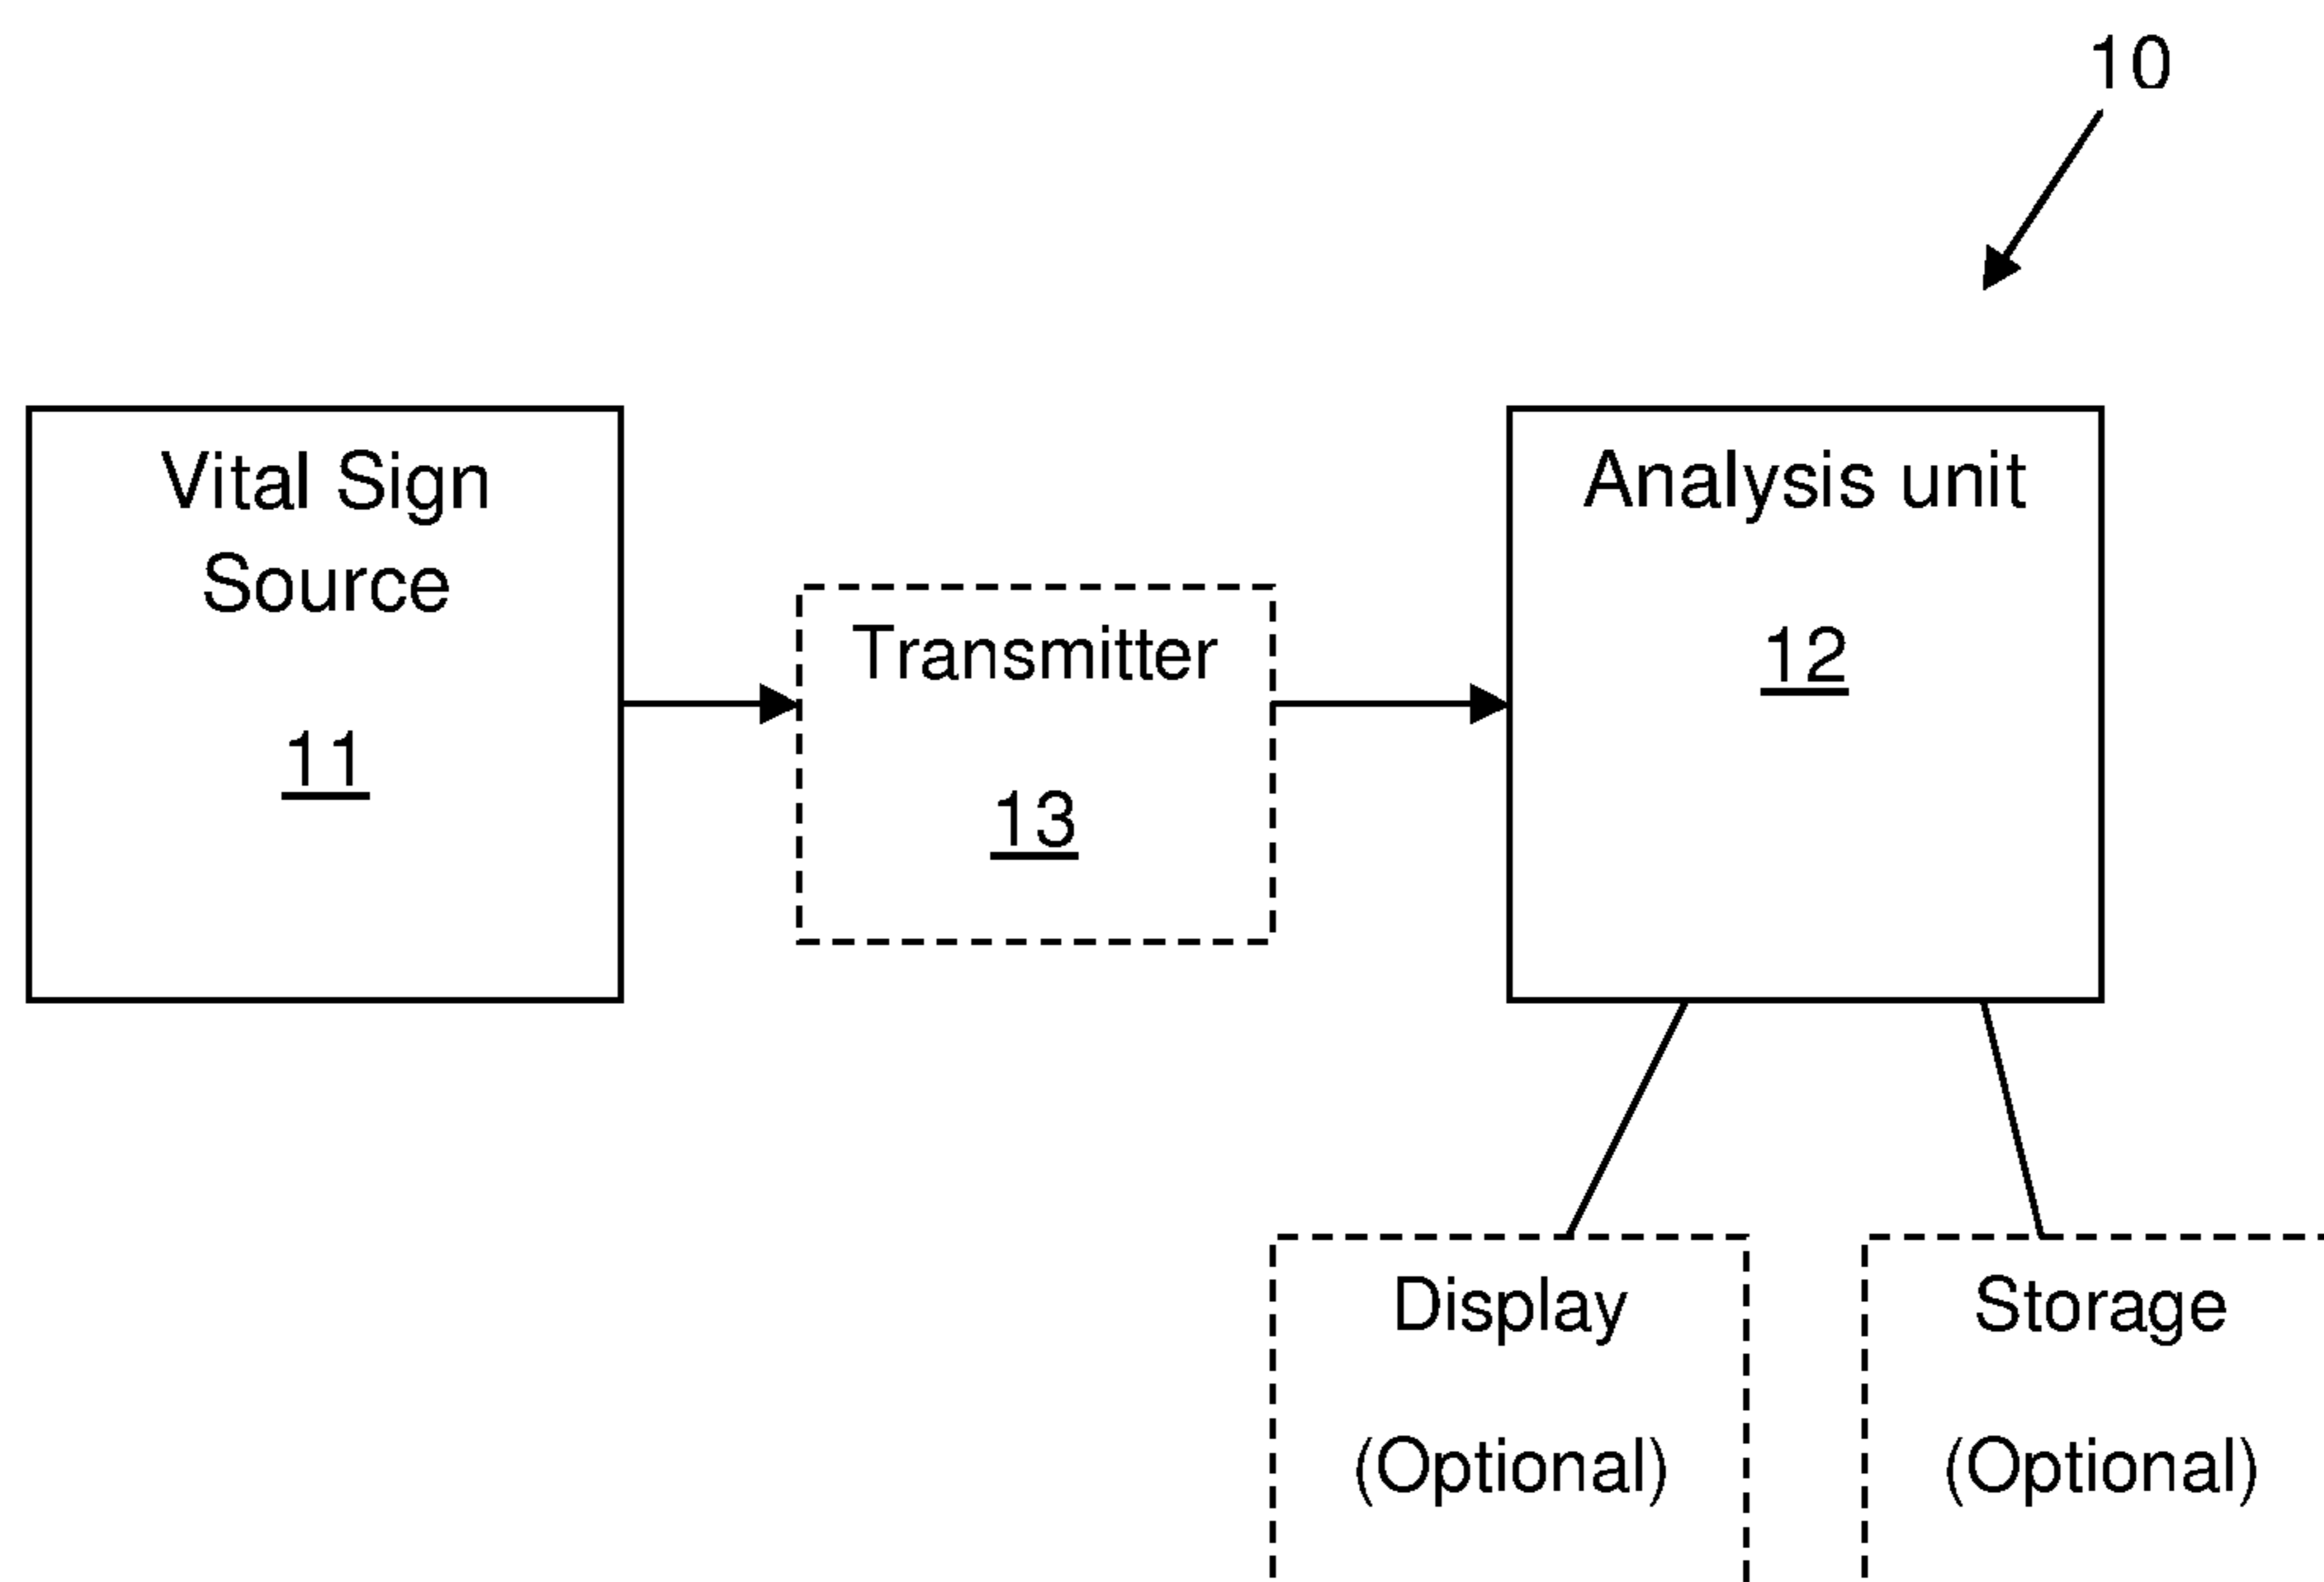 10
Vital Sign
Source
11
Transmitter
13
Analysis unit
12
Display
(Optional)
Storage
(Optional)